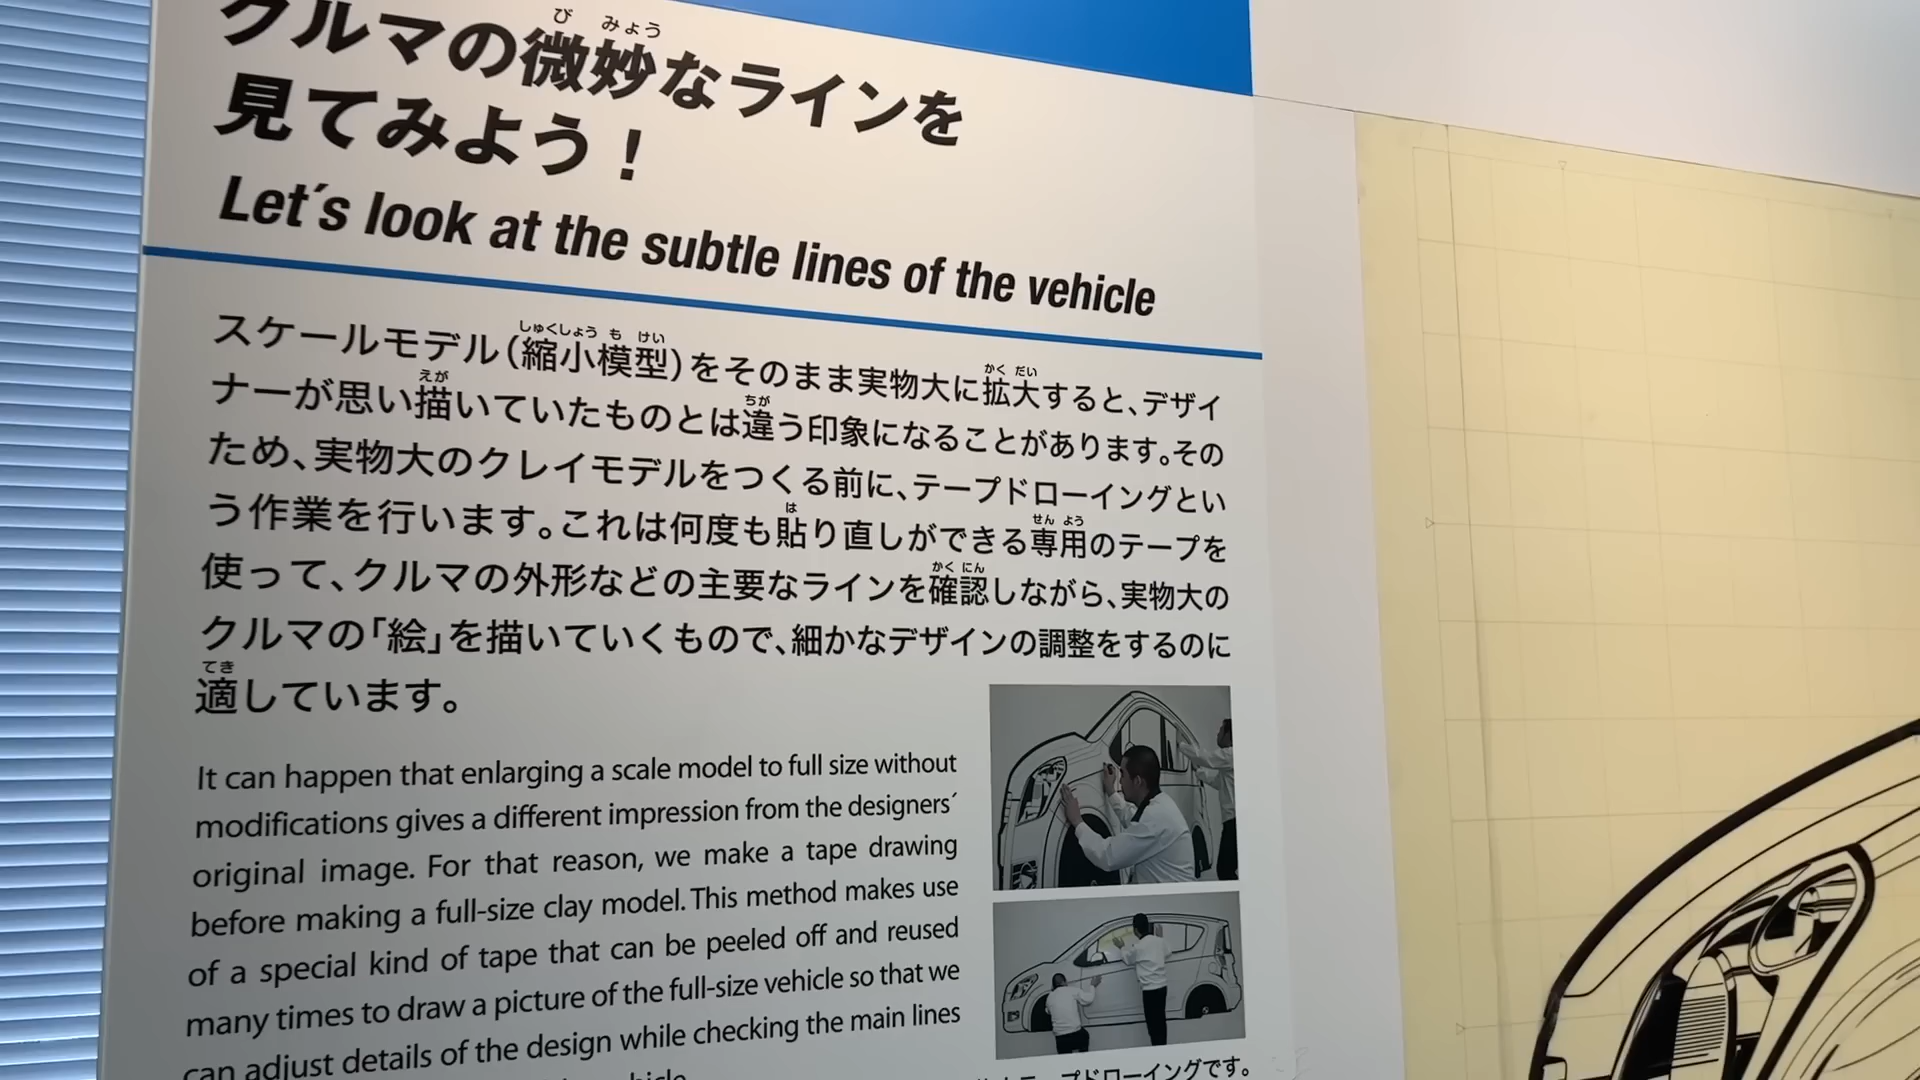 クルマの微妙なラインを
見てみよう！
Let´s look at the subtle lines of the vehicle
スケールモデル(縮小模型)をそのまま実物大に拡大すると、デザイ
ナーが思い描いていたものとは違う印象になることがあります。その
ため、実物大のクレイモデルをつくる前に、テープドローイングとい
う作業を行います。これは何度も貼り直しができる専用のテープを
使って、クルマの外形などの主要なラインを確認しながら、実物大の
クルマの「絵」を描いていくもので、細かなデザインの調整をするのに
適しています。
It can happen that enlarging a scale model to full size without
modifications gives a different impression from the designers´
original image. For that reason, we make a tape drawing
before making a full-size clay model. This method makes use
of a special kind of tape that can be peeled off and reused
many times to draw a picture of the full-size vehicle so that we
can adjust details of the design while checking the main lines
テープドローイングです。